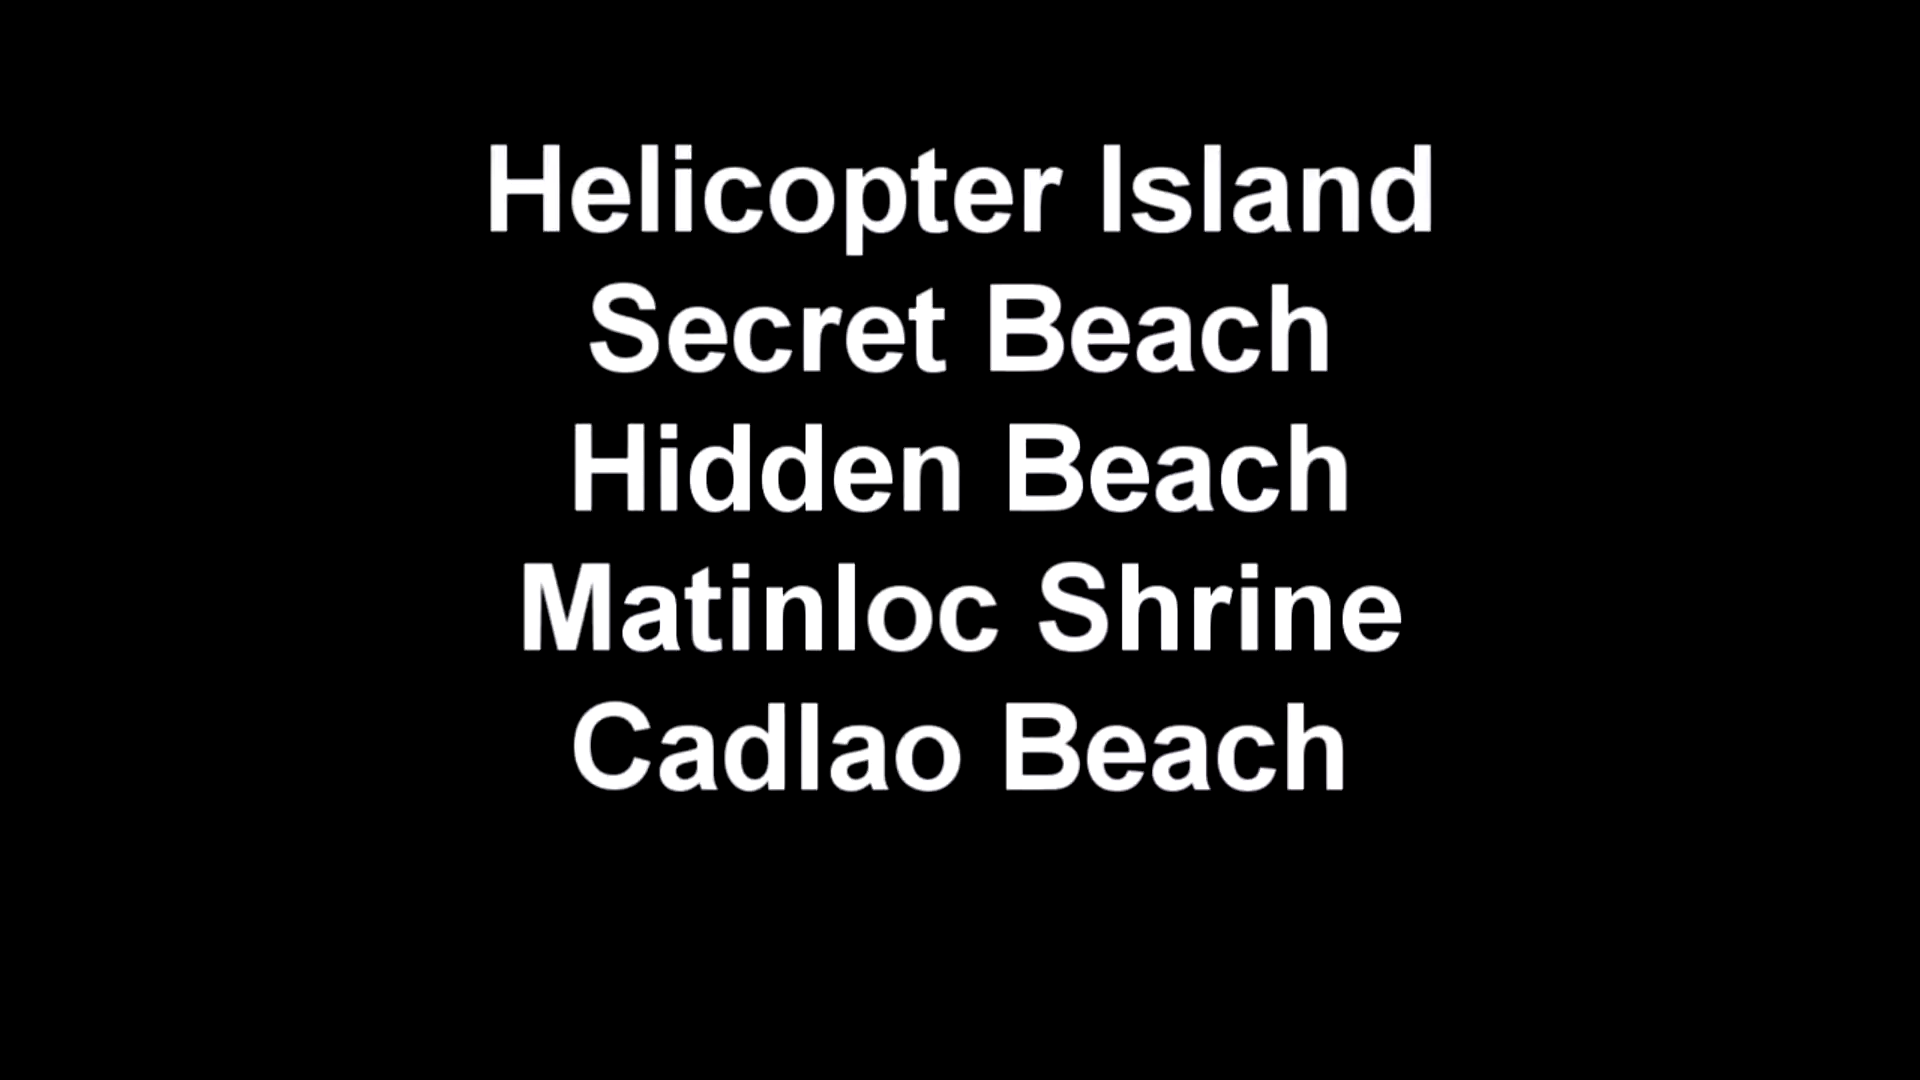 Helicopter Island
Secret Beach
Hidden Beach
Matinloc Shrine
Cadlao Beach